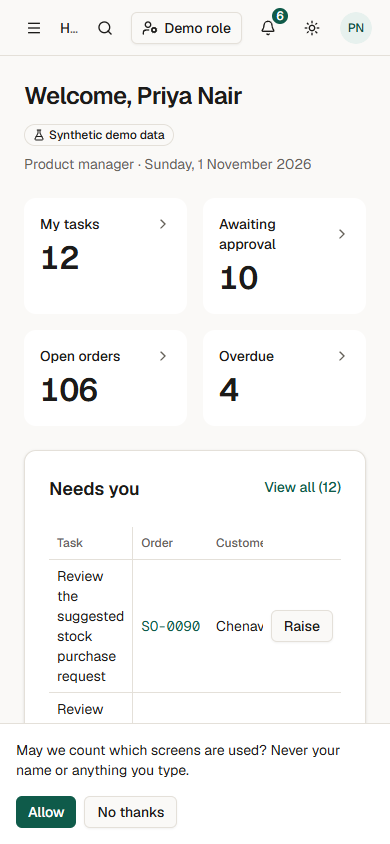 H...
Demo role
6
PN
Welcome, Priya Nair
Synthetic demo data
Product manager · Sunday, 1 November 2026
My tasks
12
Awaiting
approval
10
Open orders
106
Overdue
4
Needs you
View all (12)
Task Order Custome
Review
the
suggested
stock
purchase
request
SO-0090 Chenav Raise
Review
May we count which screens are used? Never your
name or anything you type.
Allow No thanks